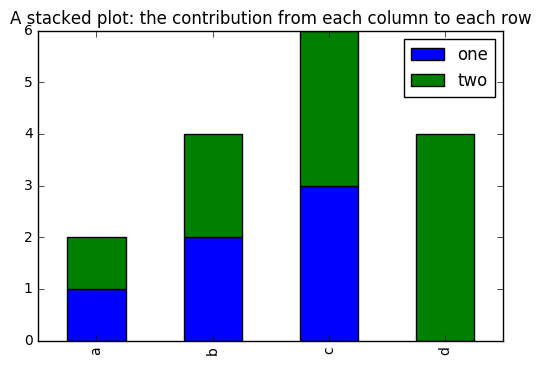 A stacked plot: the contribution from each column to each row
6
5
4
3
2
1
0
one
two
a
b
c
d